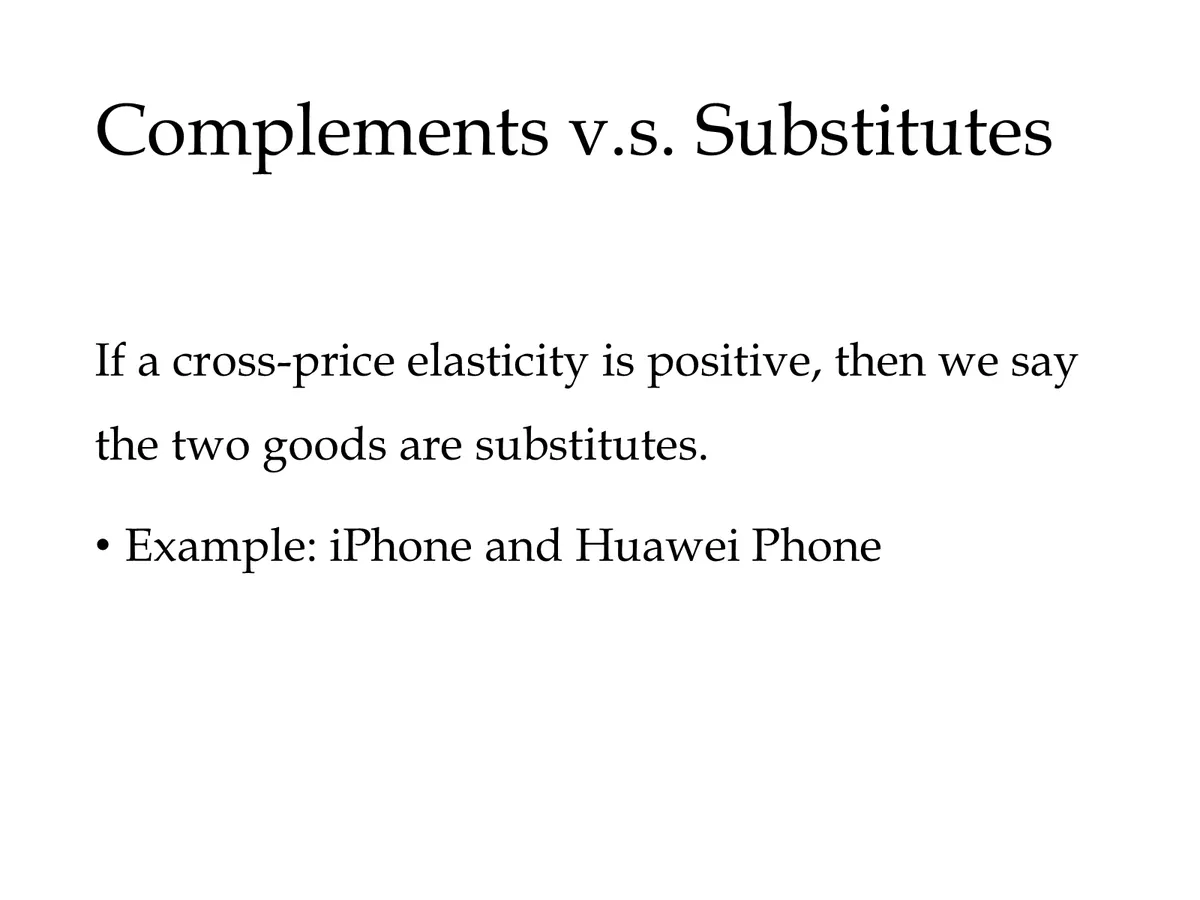 Complements v.s. Substitutes
If a cross-price elasticity is positive, then we say
the two goods are substitutes.
• Example: iPhone and Huawei Phone